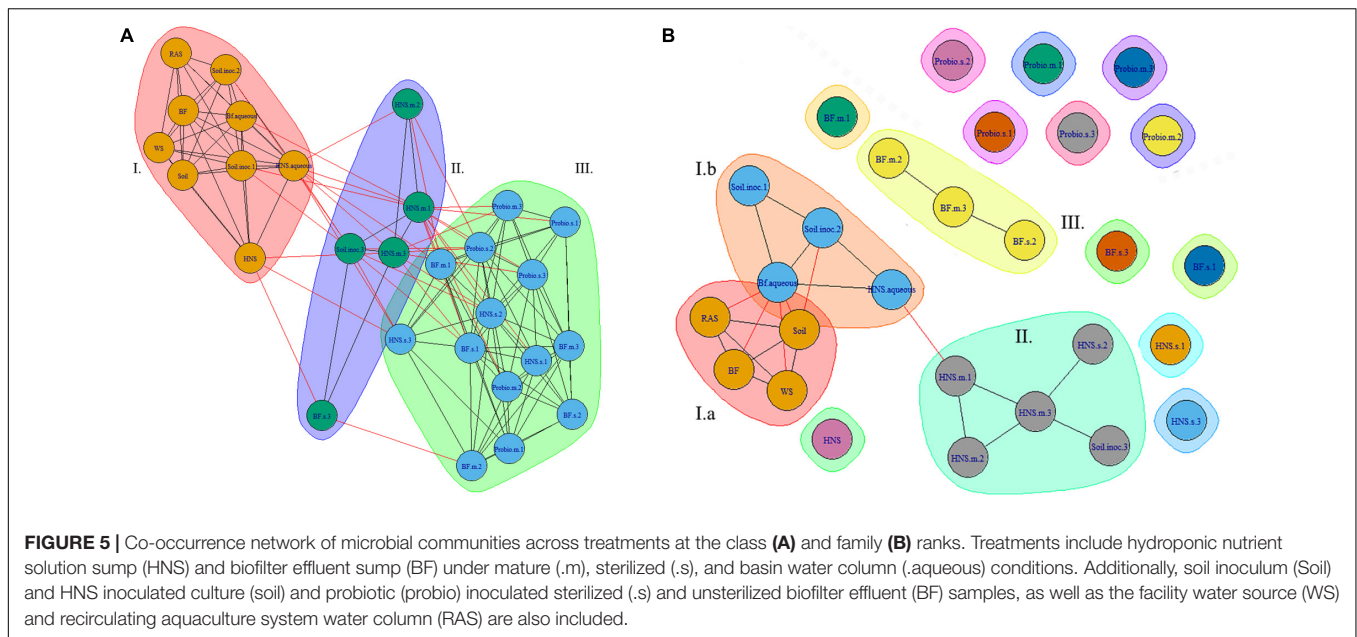 A
B
RAS
Soil.inoc.2
BF
Bf.aqueous
WS
Soil.inoc.1
HNS.aqueous
I.
Soil
HNS
HNS.m.2
II.
III.
HNS.m.1
Soil.inoc.3
HNS.m.3
BF.s.3
Probio.m.3
Probio.s.1
Probio.s.2
BF.m.1
Probio.s.3
HNS.s.2
HNS.s.3
BF.s.1
BF.m.3
HNS.s.1
Probio.m.2
BF.s.2
Probio.m.1
BF.m.2
Probio.s.2
Probio.m.1
Probio.m.3
BF.m.1
Probio.s.1
Probio.s.3
Probio.m.2
BF.m.2
I.b
Soil.inoc.1
BF.m.3
III.
Soil.inoc.2
BF.s.2
BF.s.3
BF.s.1
Bf.aqueous
HNS.aqueous
RAS
Soil
II.
HNS.s.2
HNS.s.1
BF
WS
HNS.m.1
I.a
HNS.m.3
HNS.s.3
HNS
HNS.m.2
Soil.inoc.3
FIGURE 5 | Co-occurrence network of microbial communities across treatments at the class (A) and family (B) ranks. Treatments include hydroponic nutrient
solution sump (HNS) and biofilter effluent sump (BF) under mature (.m), sterilized (.s), and basin water column (.aqueous) conditions. Additionally, soil inoculum (Soil)
and HNS inoculated culture (soil) and probiotic (probio) inoculated sterilized (.s) and unsterilized biofilter effluent (BF) samples, as well as the facility water source (WS)
and recirculating aquaculture system water column (RAS) are also included.